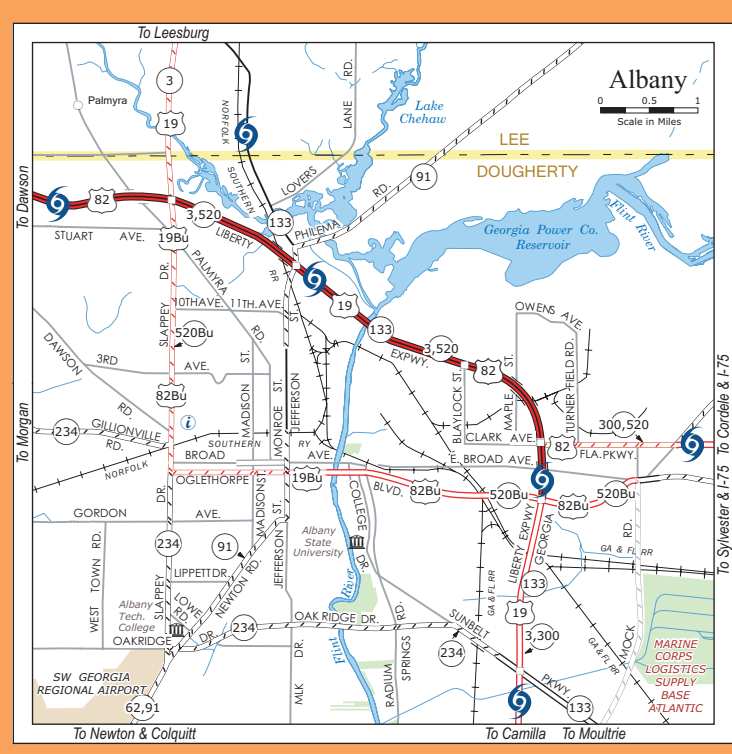 To Leesburg
Albany
0 0.5 1
Scale in Miles
3
19
Palmyra
NORFOLK
SOUTHERN
RR
LANE RD.
Lake
Chehaw
LEE
DOUGHERTY
LOVERS
91
PHILEMA RD.
133
To Dawson
82
3,520
LIBERTY
STUART AVE.
19Bu
PALMYRA
RD.
Georgia Power Co.
Reservoir
Flint River
SLAPPEY DR.
10TH AVE. 11TH AVE.
520Bu
19
133
3,520
EXPWY.
82
OWENS AVE.
DAWSON
RD.
3RD AVE.
MADISON ST.
MONROE ST.
JEFFERSON
ST.
BLAYLOCK ST.
MAPLE ST.
TURNER FIELD RD.
82Bu
To Morgan
234
GILLIONVILLE
RD.
NORFOLK
SOUTHERN RY
BROAD AVE.
CLARK AVE.
E. BROAD AVE.
82
300,520
FLA.PKWY.
To Cordele & I-75
OGLETHORPE
19Bu
BLVD.
82Bu
520Bu
82Bu
520Bu
To Sylvester & I-75
GORDON AVE.
DR.
MADISON ST
JEFFERSON ST.
COLLEGE
DR.
Albany
State
University
LIBERTY EXPWY
GEORGIA
GA & FL RR
WEST TOWN RD.
234
91
LIPPETT DR.
SLAPPEY
LOWE
RD.
NEWTON RD.
Albany
Tech.
College
OAKRIDGE
DR.
234
OAK RIDGE DR.
River
Flint
MLK DR.
RADIUM
SPRINGS RD.
GA & FL RR
133
19
3,300
SUNBELT
234
PKWY
133
GA & FL RR
MOCK
RD.
MARINE
CORPS
LOGISTICS
SUPPLY
BASE
ATLANTIC
SW GEORGIA
REGIONAL AIRPORT
62,91
To Newton & Colquitt
To Camilla
To Moultrie